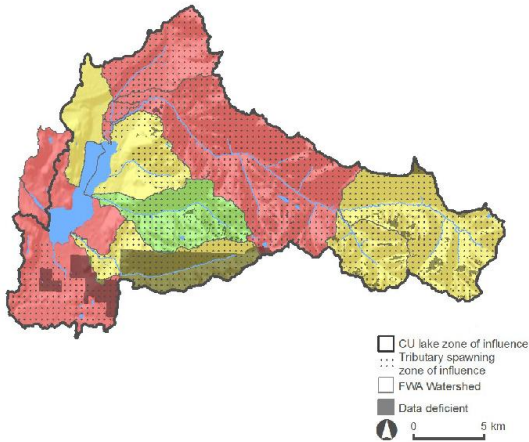 CU lake zone of influence
Tributary spawning
zone of influence
FWA Watershed
Data deficient
0 5 km